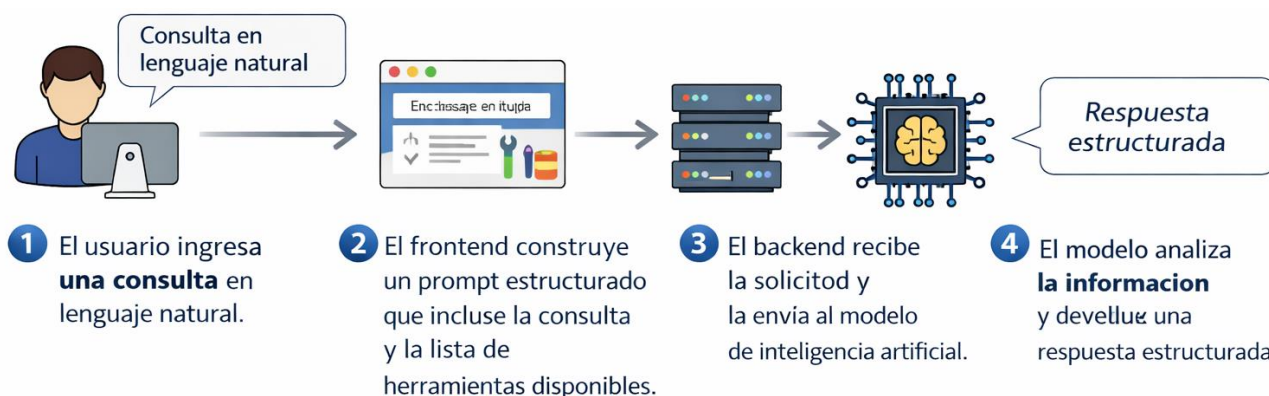 Consulta en
lenguaje natural
en
Respuesta
estructurada
1 El usuario ingresa
una consulta en
lenguaje natural.
2 El frontend construye
un prompt estructurado
que incluse la consulta
y la lista de
herramientas disponibles.
3 El backend recibe
la solicitod y
la envía al modelo
de inteligencia artificial.
4 El modelo analiza
la informacion
y una
respuesta estructurada